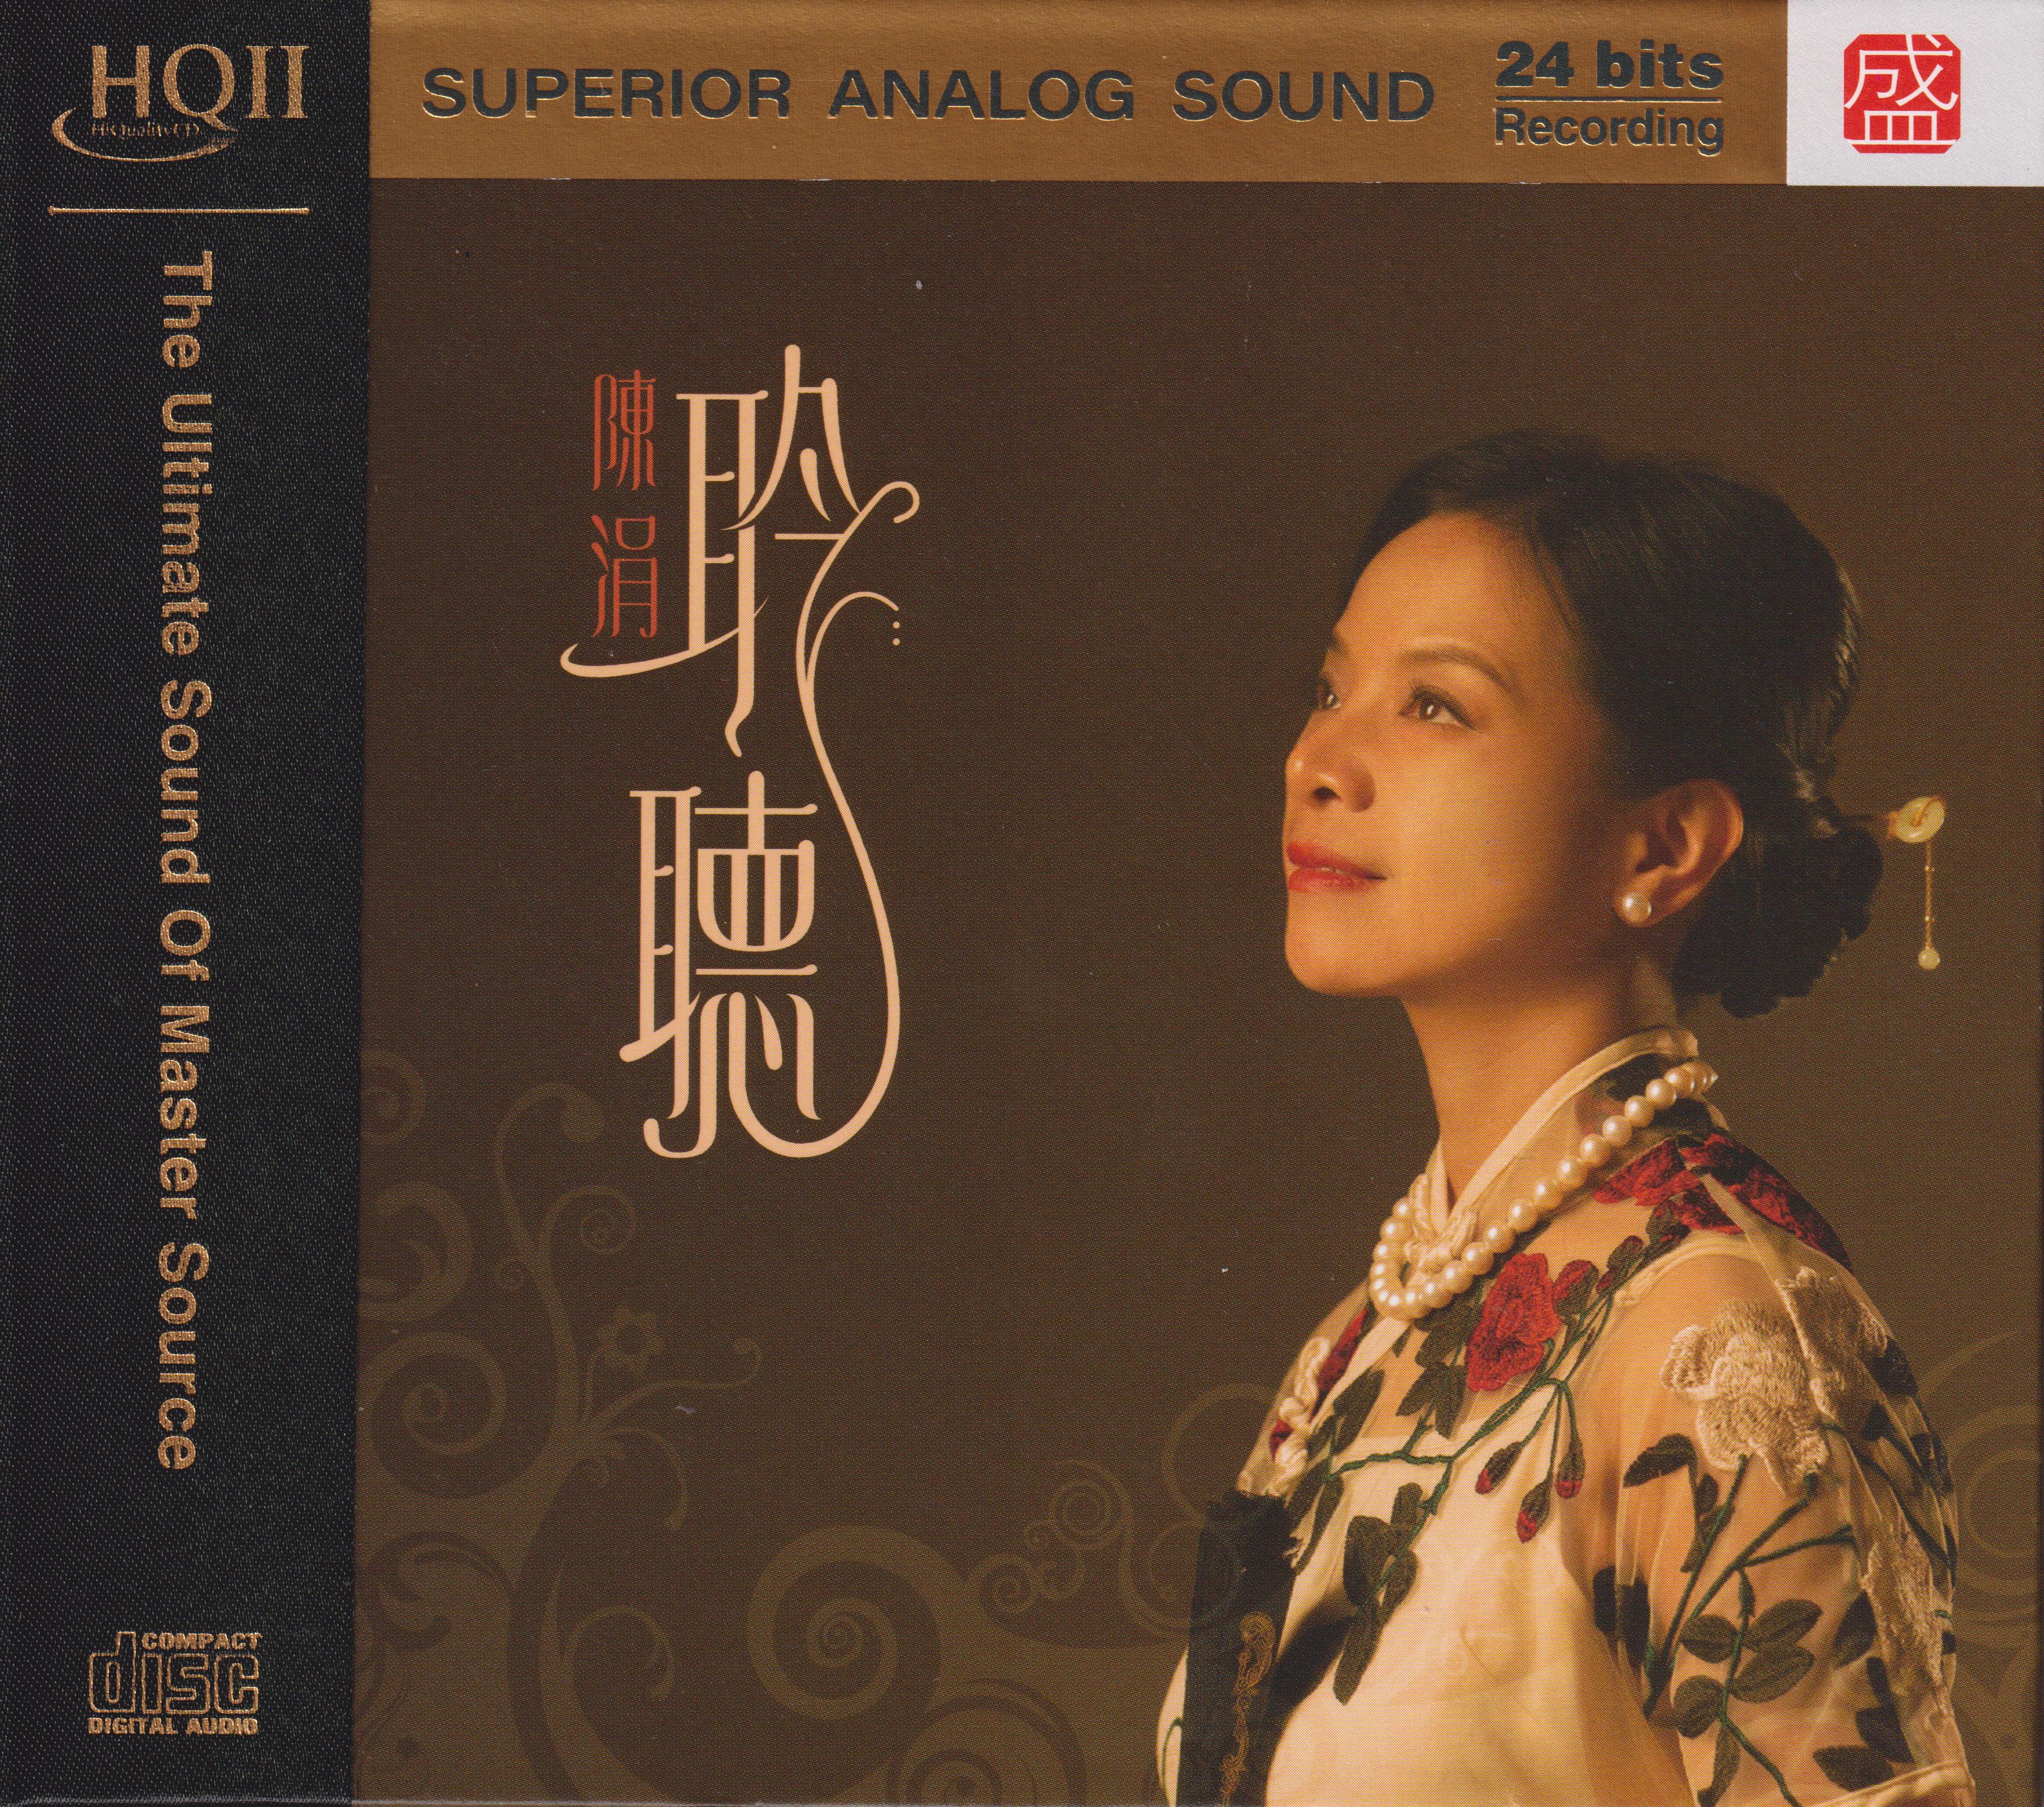 HQII
HiQualityCD
The Ultimate Sound Of Master Source
COMPACT
disc
DIGITAL AUDIO
SUPERIOR ANALOG SOUND
24 bits
Recording
盛
陳涓
聆聽